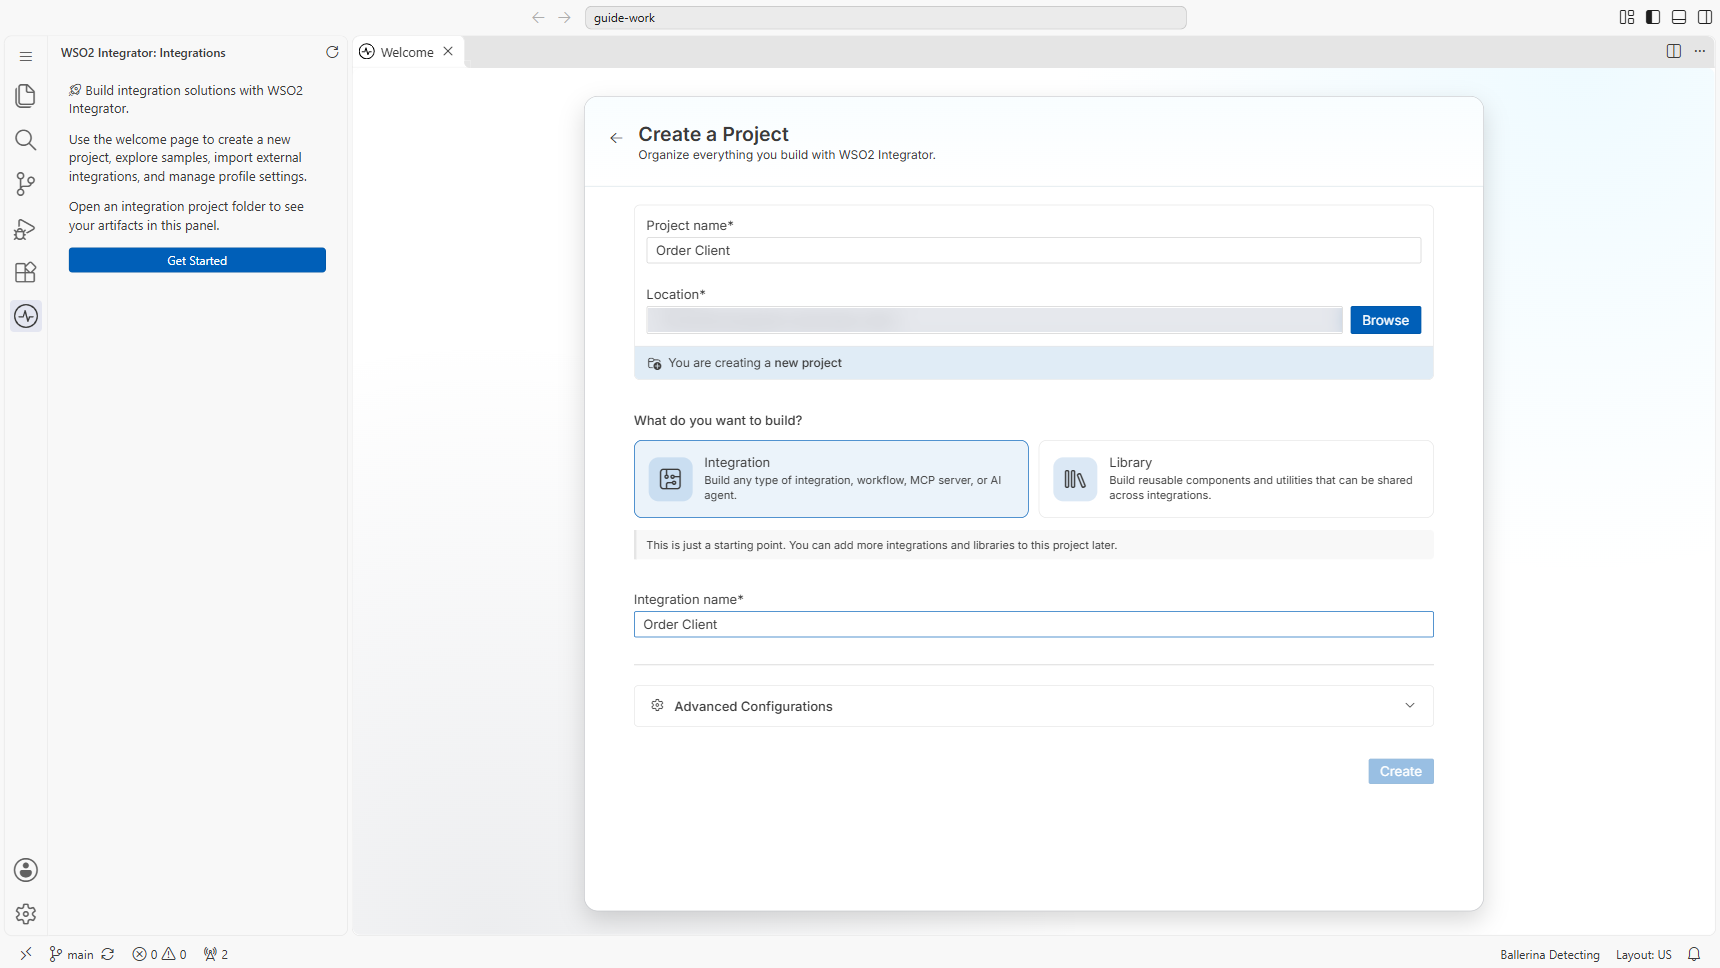 guide-work
WSO2 Integrator: Integrations
Welcome
Build integration solutions with WSO2
Integrator.
Use the welcome page to create a new
project, explore samples, import external
integrations, and manage profile settings.
Open an integration project folder to see
your artifacts in this panel.
Get Started
Create a Project
Organize everything you build with WSO2 Integrator.
Project name*
Order Client
Location*
Browse
You are creating a new project
What do you want to build?
Integration
Build any type of integration, workflow, MCP server, or AI
agent.
Library
Build reusable components and utilities that can be shared
across integrations.
This is just a starting point. You can add more integrations and libraries to this project later.
Integration name*
Order Client
Advanced Configurations
Create
main
0
0
2
Ballerina Detecting
Layout: US